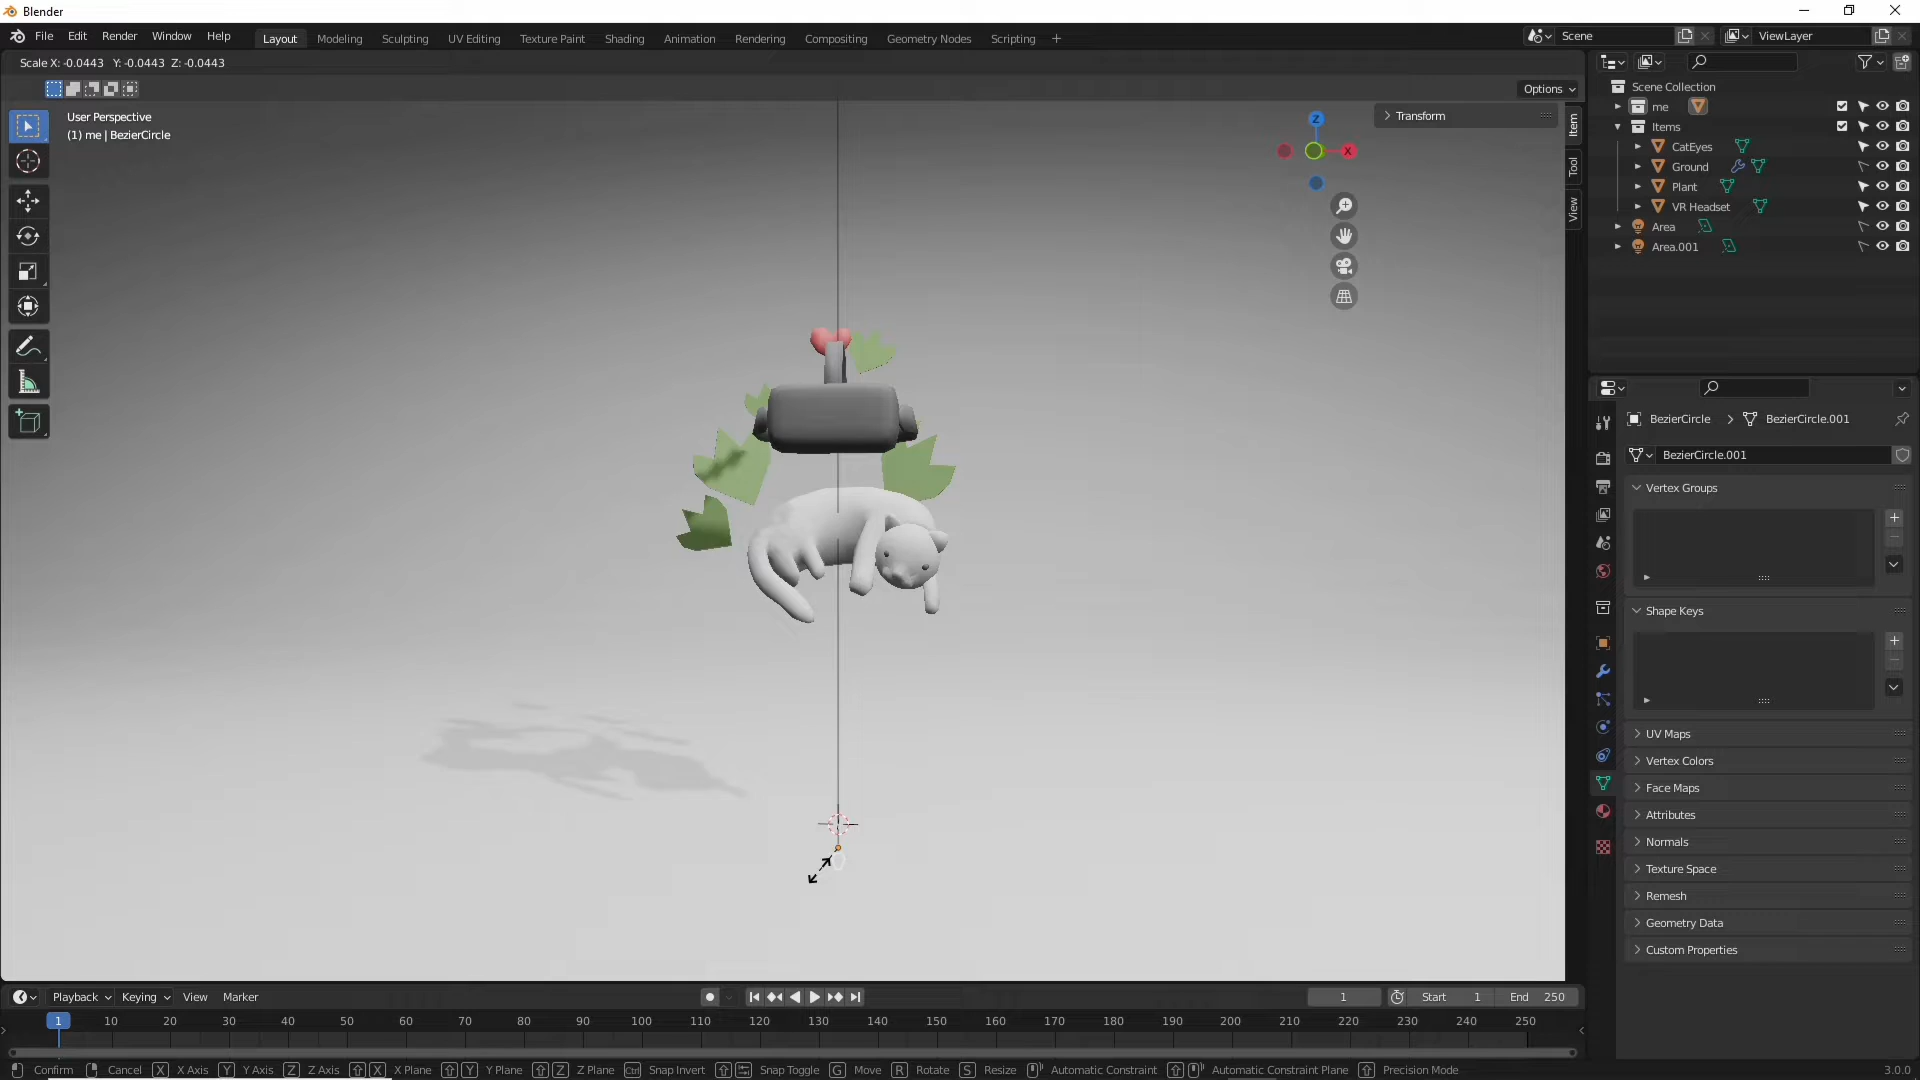 Blender
File Edit Render Window Help
Layout Modeling Sculpting UV Editing Texture Paint Shading Animation Rendering Compositing Geometry Nodes Scripting
Scene
ViewLayer
Scale X: -0.0443 Y: -0.0443 Z: -0.0443
Options
User Perspective
(1) me | BezierCircle
Transform
Item
Tool
View
Z
X
Scene Collection
me
Items
CatEyes
Ground
Plant
VR Headset
Area
Area.001
BezierCircle > BezierCircle.001
BezierCircle.001
Vertex Groups
Shape Keys
UV Maps
Vertex Colors
Face Maps
Attributes
Normals
Texture Space
Remesh
Geometry Data
Custom Properties
Playback Keying View Marker
1
Start 1 End 250
1 10 20 30 40 50 60 70 80 90 100 110 120 130 140 150 160 170 180 190 200 210 220 230 240 250
Confirm Cancel X X Axis Y Y Axis Z Z Axis X X Plane Y Y Plane Z Z Plane Ctrl Snap Invert Snap Toggle G Move R Rotate S Resize Automatic Constraint Automatic Constraint Plane Precision Mode
3.0.0